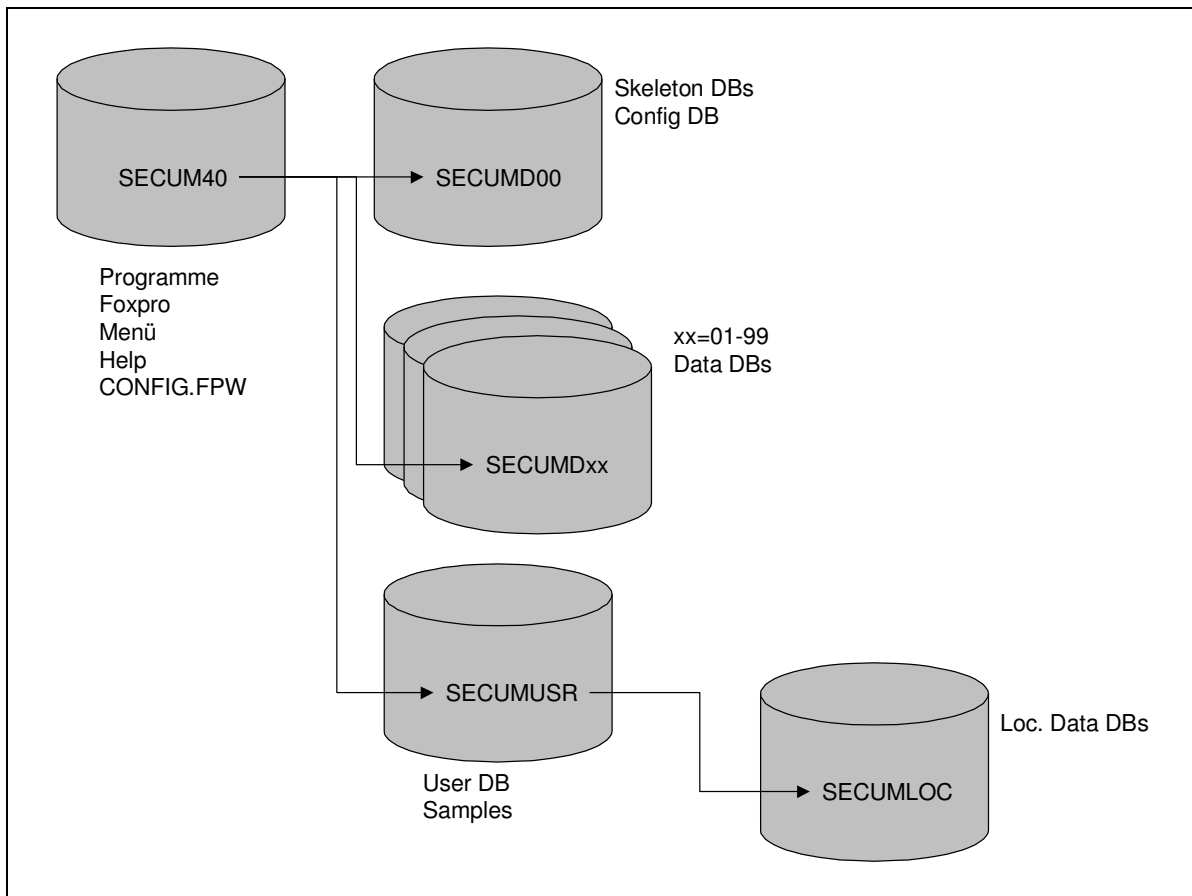 SECUM40
Programme
Foxpro
Menü
Help
CONFIG.FPW
SECUMD00
Skeleton DBs
Config DB
SECUMDxx
xx=01-99
Data DBs
SECUMUSR
User DB
Samples
SECUMLOC
Loc. Data DBs